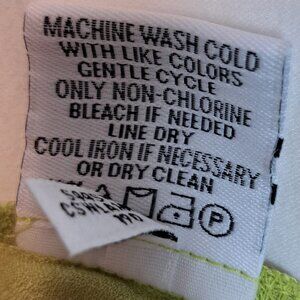 MACHINE WASH COLD
WITH LIKE COLORS
GENTLE CYCLE
ONLY NON-CHLORINE
BLEACH IF NEEDED
LINE DRY
COOL IRON IF NECESSARY
OR DRY CLEAN
P